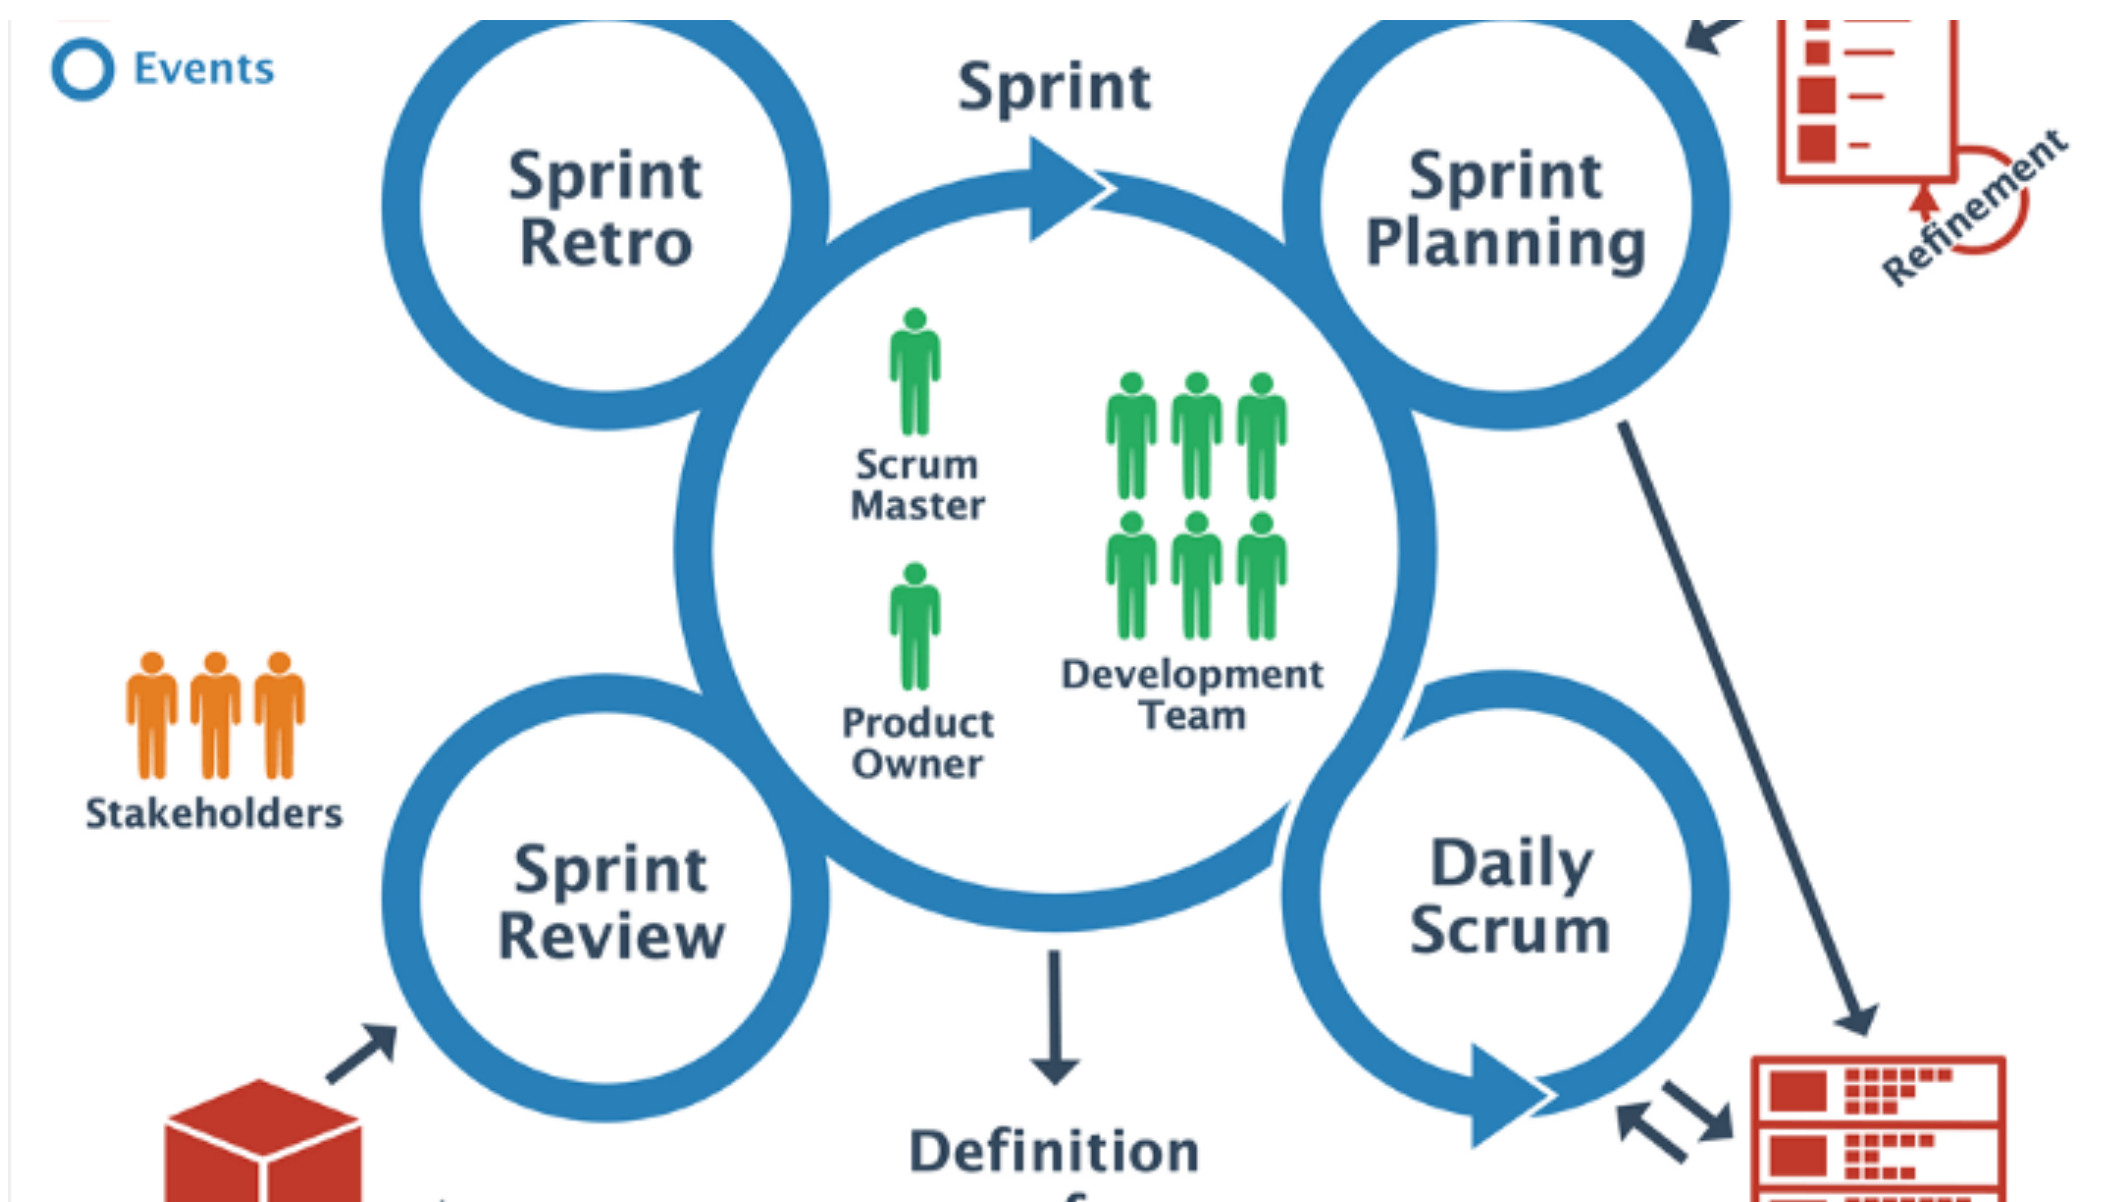 Events
Sprint
Sprint
Retro
Sprint
Planning
Refinement
Scrum
Master
Product
Owner
Development
Team
Stakeholders
Sprint
Review
Daily
Scrum
Definition